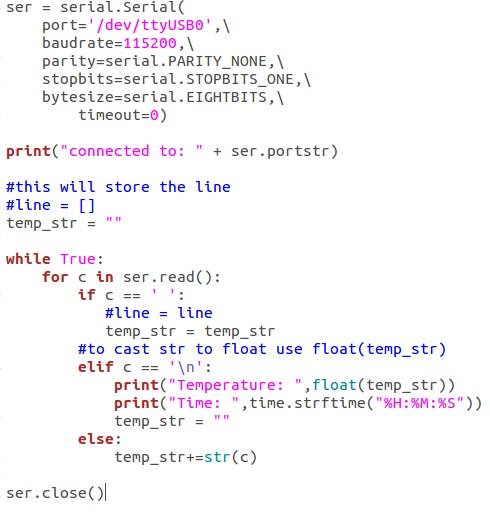 ser = serial.Serial(
    port='/dev/ttyUSB0',\
    baudrate=115200,\
    parity=serial.PARITY_NONE,\
    stopbits=serial.STOPBITS_ONE,\
    bytesize=serial.EIGHTBITS,\
        timeout=0)

print("connected to: " + ser.portstr)

#this will store the line
#line = []
temp_str = ""

while True:
    for c in ser.read():
        if c == ' ':
           #line = line
           temp_str = temp_str
        #to cast str to float use float(temp_str)
        elif c == '\n':
            print("Temperature: ",float(temp_str))
            print("Time: ",time.strftime("%H:%M:%S"))
            temp_str = ""
        else:
            temp_str+=str(c)

ser.close()